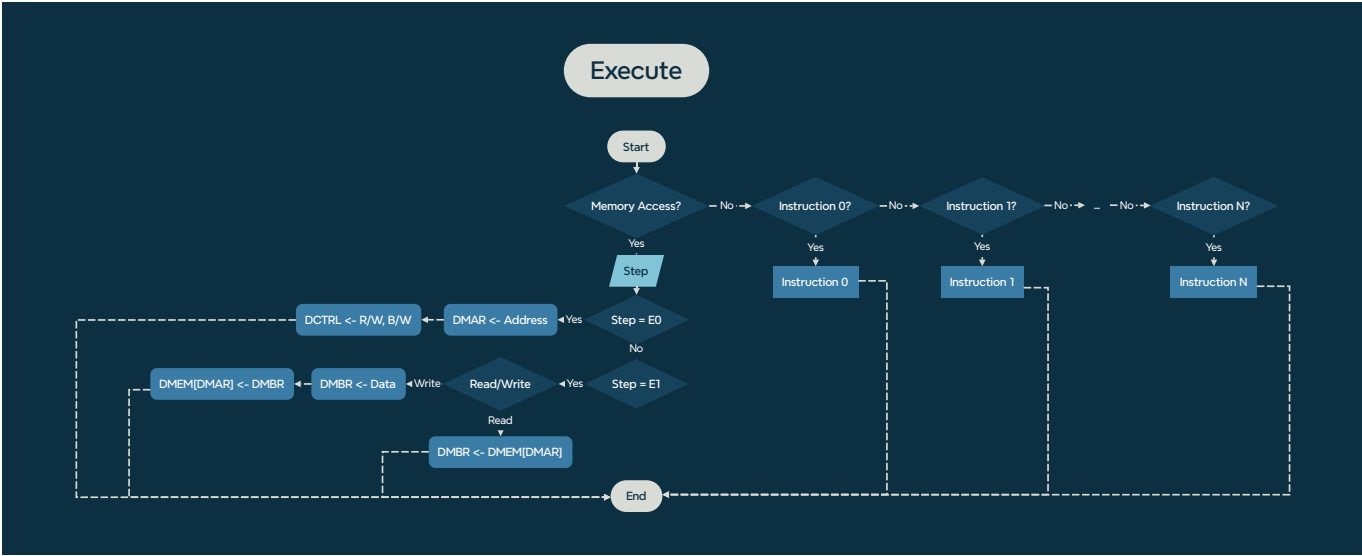 Execute
Start
Memory Access?
No
Instruction 0?
No
Instruction 1?
No
...
No
Instruction N?
Yes
Yes
Yes
Yes
Step
Instruction 0
Instruction 1
Instruction N
DCTRL <- R/W, B/W
DMAR <- Address
Yes
Step = E0
No
DMEM[DMAR] <- DMBR
DMBR <- Data
Write
Read/Write
Yes
Step = E1
Read
DMBR <- DMEM[DMAR]
End